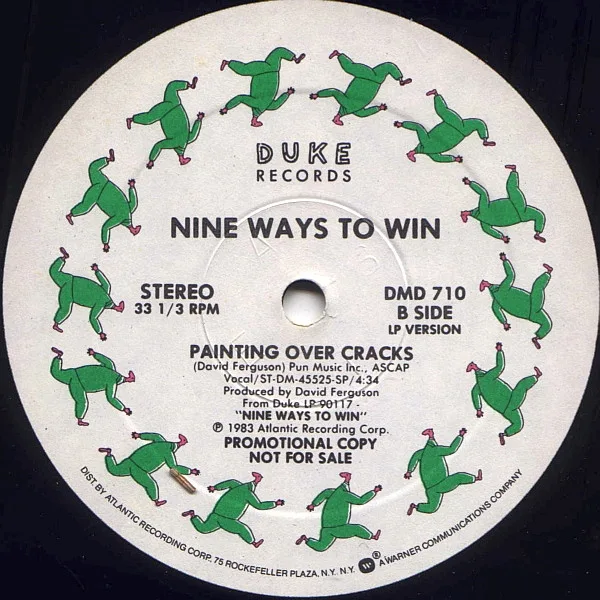 DUKE
RECORDS
NINE WAYS TO WIN
STEREO
33 1/3 RPM
DMD 710
B SIDE
LP VERSION
PAINTING OVER CRACKS
(David Ferguson) Pun Music Inc., ASCAP
Vocal/ST-DM-45525-SP/4:34
Produced by David Ferguson
From Duke LP 90117 -
"NINE WAYS TO WIN"
℗ 1983 Atlantic Recording Corp.
PROMOTIONAL COPY
NOT FOR SALE
DIST. BY ATLANTIC RECORDING CORP. 75 ROCKEFELLER PLAZA, N.Y. N.Y. W ® A WARNER COMMUNICATIONS COMPANY